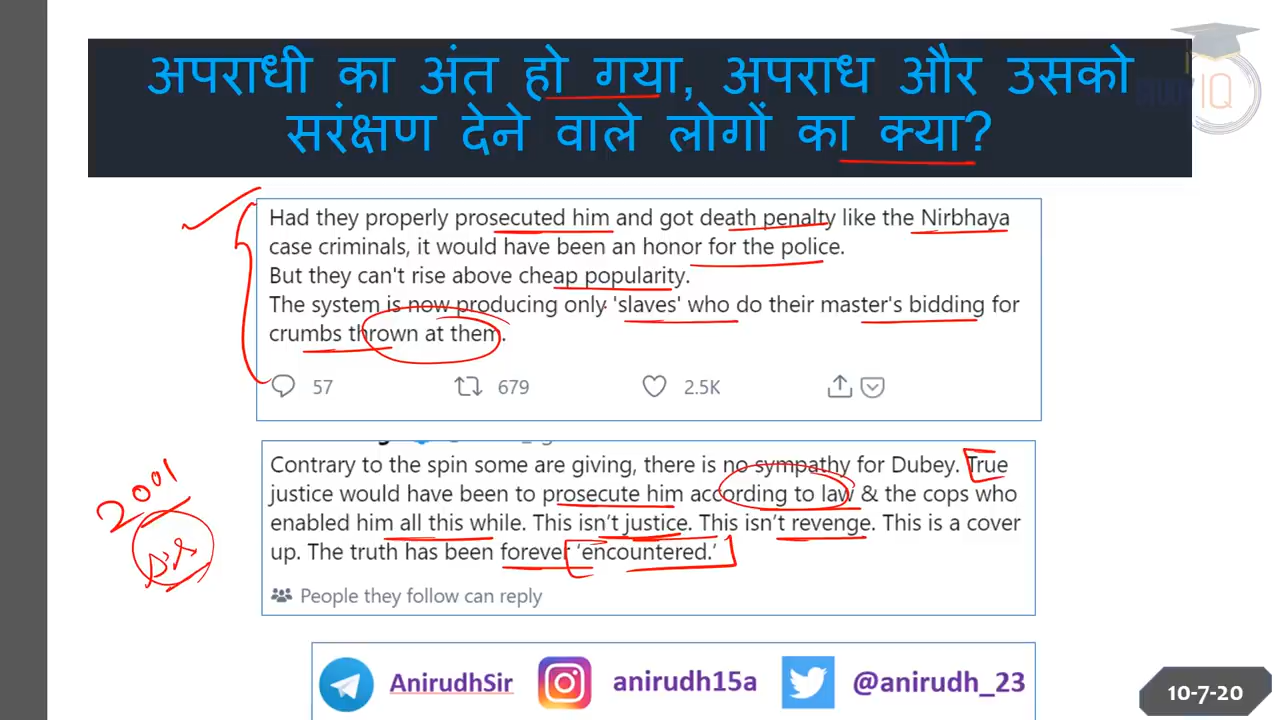 अपराधी का अंत हो गया, अपराध और उसको
सरंक्षण देने वाले लोगों का क्या?
IQ
Had they properly prosecuted him and got death penalty like the Nirbhaya
case criminals, it would have been an honor for the police.
But they can't rise above cheap popularity.
The system is now producing only 'slaves' who do their master's bidding for
crumbs thrown at them.
57 679 2.5K
Contrary to the spin some are giving, there is no sympathy for Dubey. True
justice would have been to prosecute him according to law & the cops who
enabled him all this while. This isn't justice. This isn't revenge. This is a cover
up. The truth has been forever 'encountered.'
2001
People they follow can reply
AnirudhSir anirudh15a @anirudh_23
10-7-20